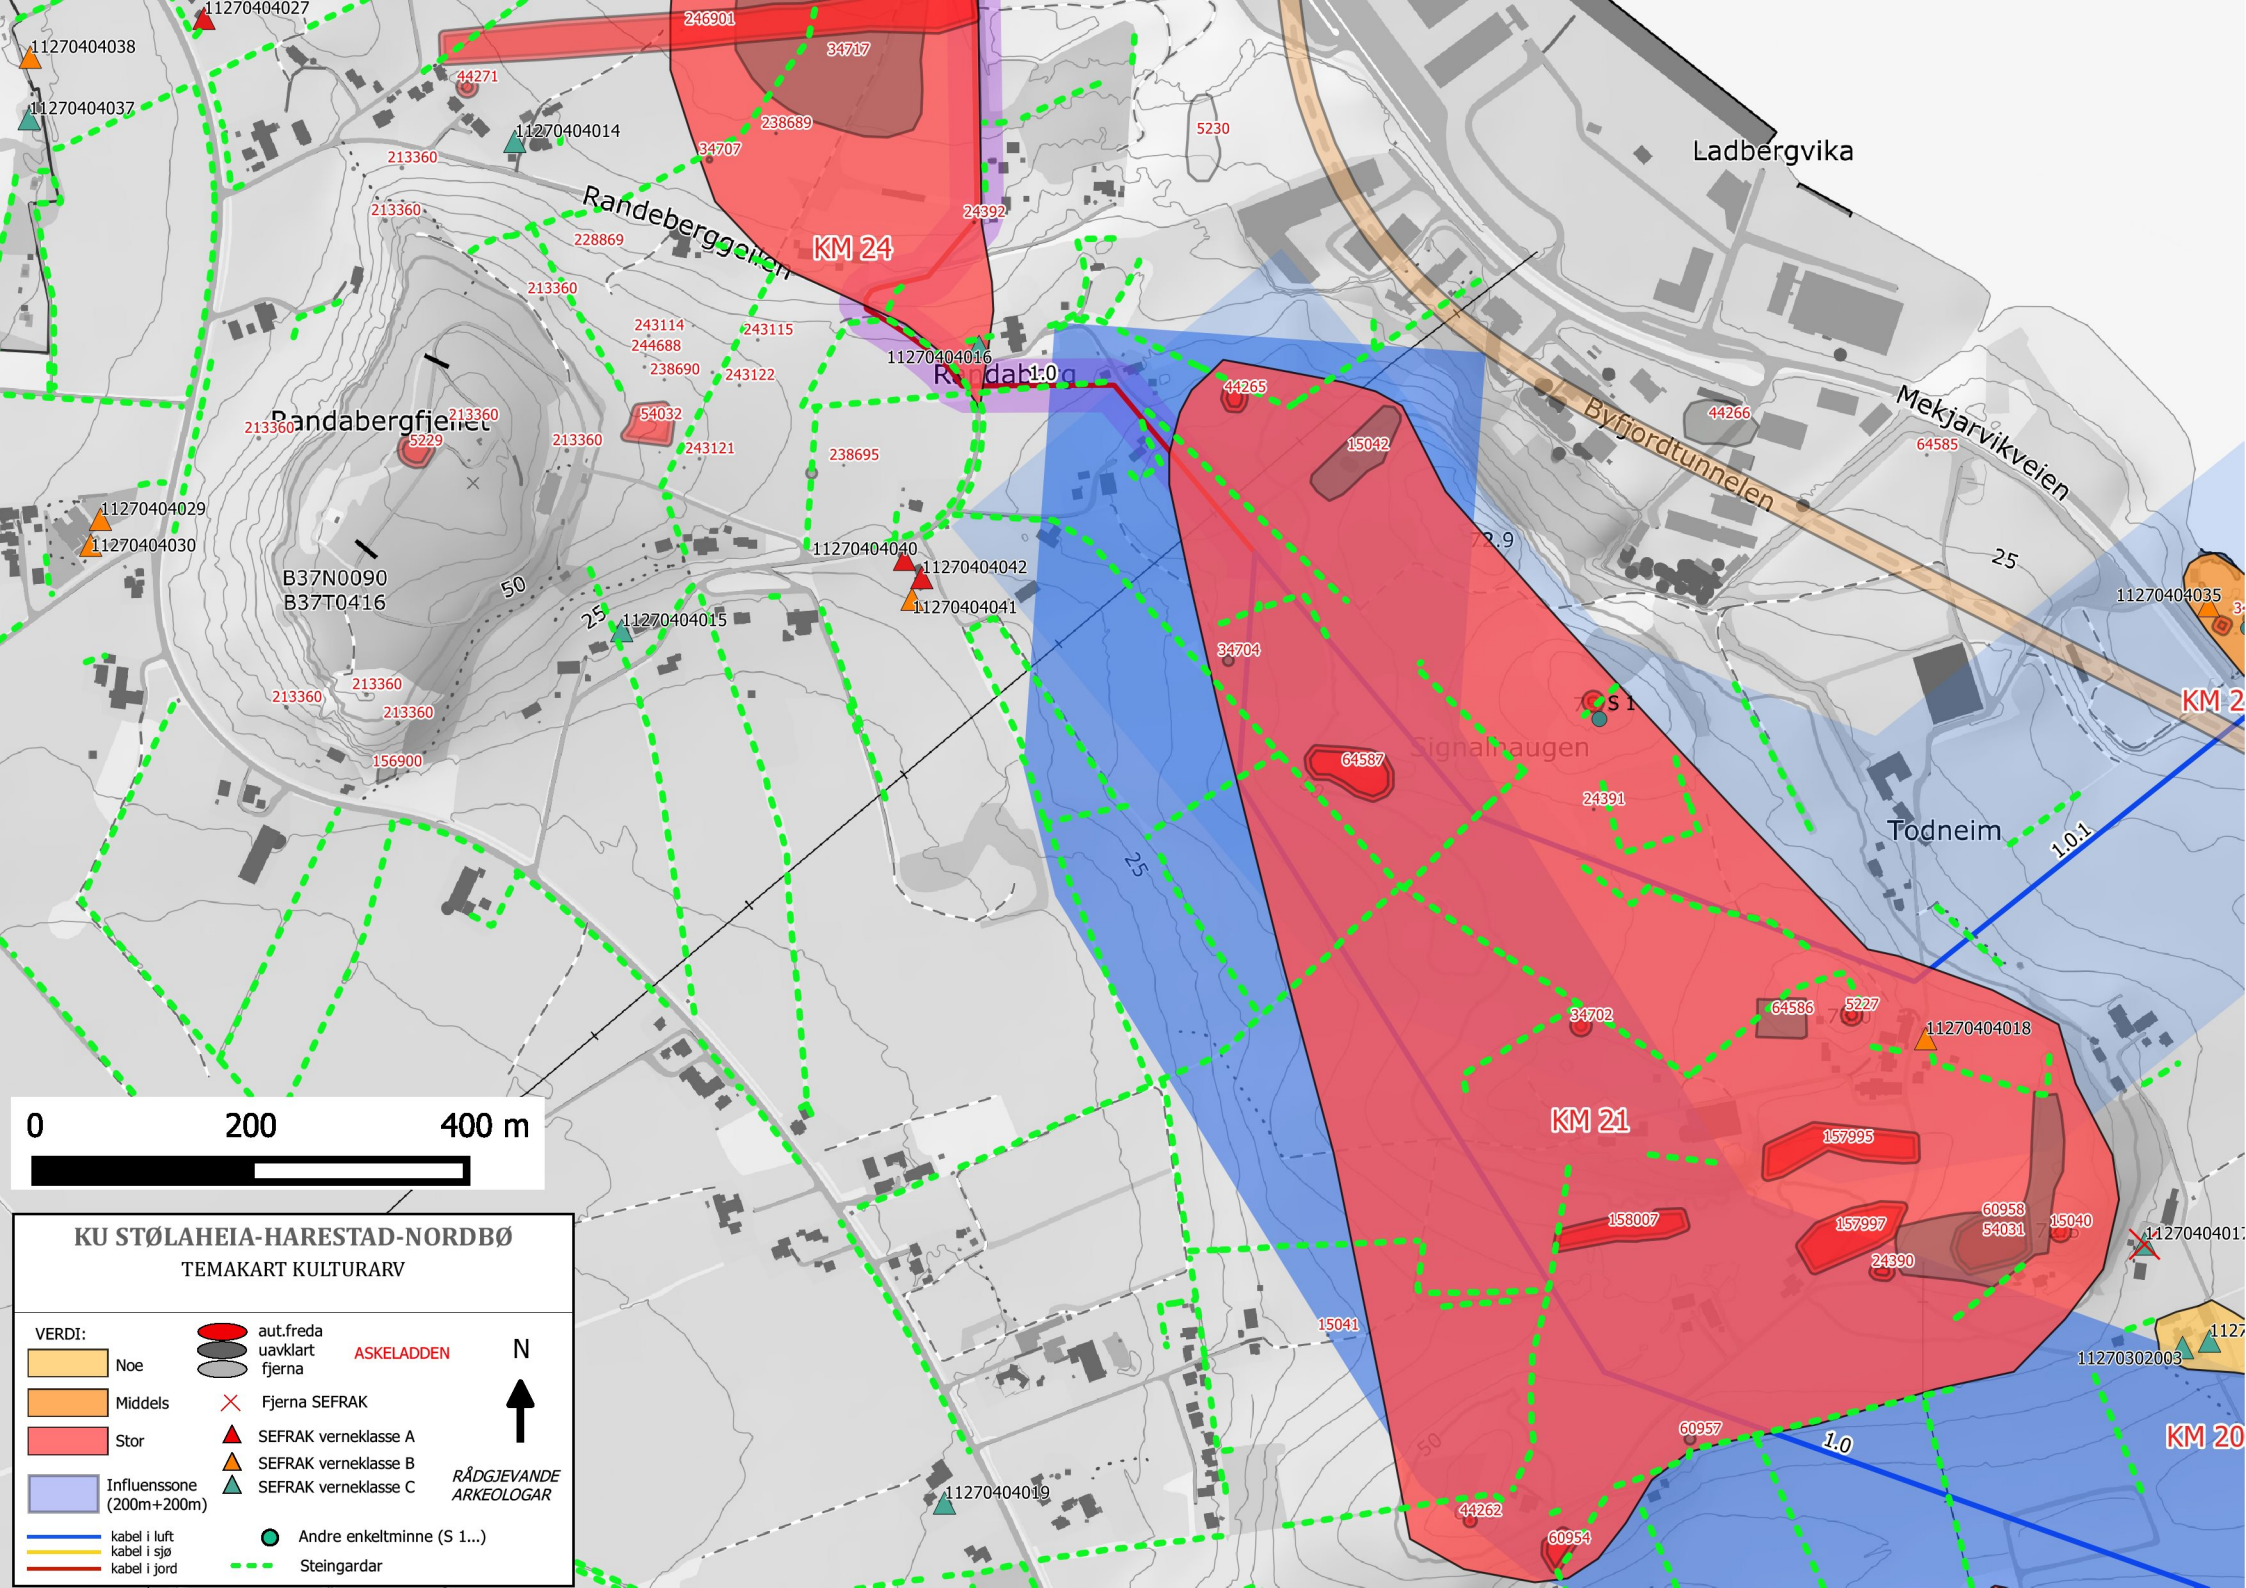 11270404027
246901
11270404038
34717
44271
11270404037
238689
5230
11270404014
34707
Ladbergvika
213360
Randeberggeilen
213360
24392
228869
KM 24
213360
243114
243115
244688
11270404016
238690
243122
1.0
44265
Mekjarvikveien
54032
213360
44266
Randabergfjellet
213360
5229
213360
243121
238695
15042
64585
Byfjordtunnelen
11270404029
11270404030
72.9
11270404040
25
11270404042
B37N0090
B37T0416
50
11270404041
11270404035
25
11270404015
34704
213360
213360
213360
S 1
KM 2
Signalhaugen
156900
64587
24391
Todneim
1.0.1
25
34702
64586
5227
11270404018
0 200 400 m
KM 21
157995
158007
157997
60958
54031
15040
24390
11270404017
KU STØLAHEIA-HARESTAD-NORDBØ
TEMAKART KULTURARV
VERDI:
Noe
Middels
Stor
Influenssone
(200m+200m)
kabel i luft
kabel i sjø
kabel i jord
aut.freda
uavklart
fjerna
ASKELADDEN
Fjerna SEFRAK
SEFRAK verneklasse A
SEFRAK verneklasse B
SEFRAK verneklasse C
Andre enkeltminne (S 1...)
Steingardar
N
RÅDGJEVANDE
ARKEOLOGAR
15041
1127
11270302003
60957
1.0
KM 20
50
11270404019
44262
60954